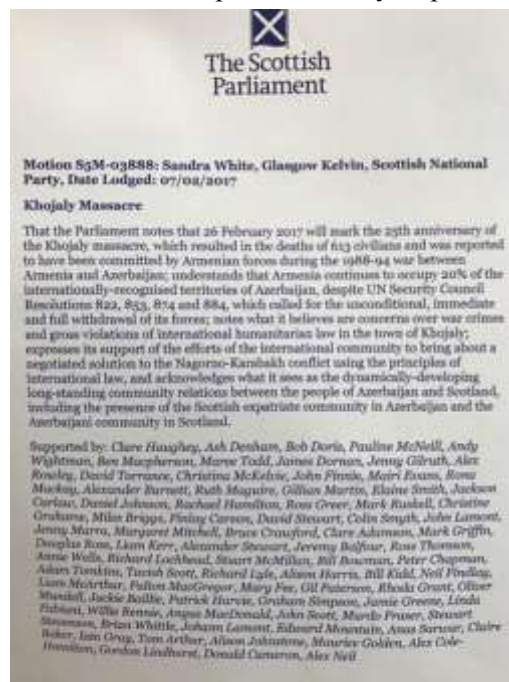 The Scottish
Parliament
Motion S5M-03888: Sandra White, Glasgow Kelvin, Scottish National
Party, Date Lodged: 07/02/2017
Khojaly Massacre
That the Parliament notes that 26 February 2017 will mark the 25th anniversary of
the Khojaly massacre, which resulted in the deaths of 613 civilians and was reported
to have been committed by Armenian forces during the 1988-94 war between
Armenia and Azerbaijan; understands that Armenia continues to occupy 20% of the
internationally-recognised territories of Azerbaijan, despite UN Security Council
Resolutions 822, 853, 874 and 884, which called for the unconditional, immediate
and full withdrawal of its forces; notes what it believes are concerns over war crimes
and gross violations of international humanitarian law in the town of Khojaly;
expresses its support of the efforts of the international community to bring about a
negotiated solution to the Nagorno-Karabakh conflict using the principles of
international law, and acknowledges what it sees as the dynamically-developing
long-standing community relations between the people of Azerbaijan and Scotland,
including the presence of the Scottish expatriate community in Azerbaijan and the
Azerbaijani community in Scotland.
Supported by: Clare Haughey, Ash Denham, Bob Doris, Pauline McNeill, Andy
Wightman, Ben Macpherson, Maree Todd, James Dornan, Jenny Gilruth, Alex
Rowley, David Torrance, Christina McKelvie, John Finnie, Mairi Evans, Rona
Mackay, Alexander Burnett, Ruth Maguire, Gillian Martin, Elaine Smith, Jackson
Carlaw, Daniel Johnson, Rachael Hamilton, Ross Greer, Mark Ruskell, Christine
Grahame, Miles Briggs, Finlay Carson, David Stewart, Colin Smyth, John Lamont,
Jenny Marra, Margaret Mitchell, Bruce Crawford, Clare Adamson, Mark Griffin,
Douglas Ross, Liam Kerr, Alexander Stewart, Jeremy Balfour, Ross Thomson,
Annie Wells, Richard Lochhead, Stuart McMillan, Bill Bowman, Peter Chapman,
Adam Tomkins, Tavish Scott, Richard Lyle, Alison Harris, Bill Kidd, Neil Findlay,
Liam McArthur, Fulton MacGregor, Mary Fee, Gil Paterson, Rhoda Grant, Oliver
Mundell, Jackie Baillie, Patrick Harvie, Graham Simpson, Jamie Greene, Linda
Fabiani, Willie Rennie, Angus MacDonald, John Scott, Murdo Fraser, Stewart
Stevenson, Brian Whittle, Johann Lamont, Edward Mountain, Anas Sarwar, Claire
Baker, Iain Gray, Tom Arthur, Alison Johnstone, Maurice Golden, Alex Cole-
Hamilton, Gordon Lindhurst, Donald Cameron, Alex Neil